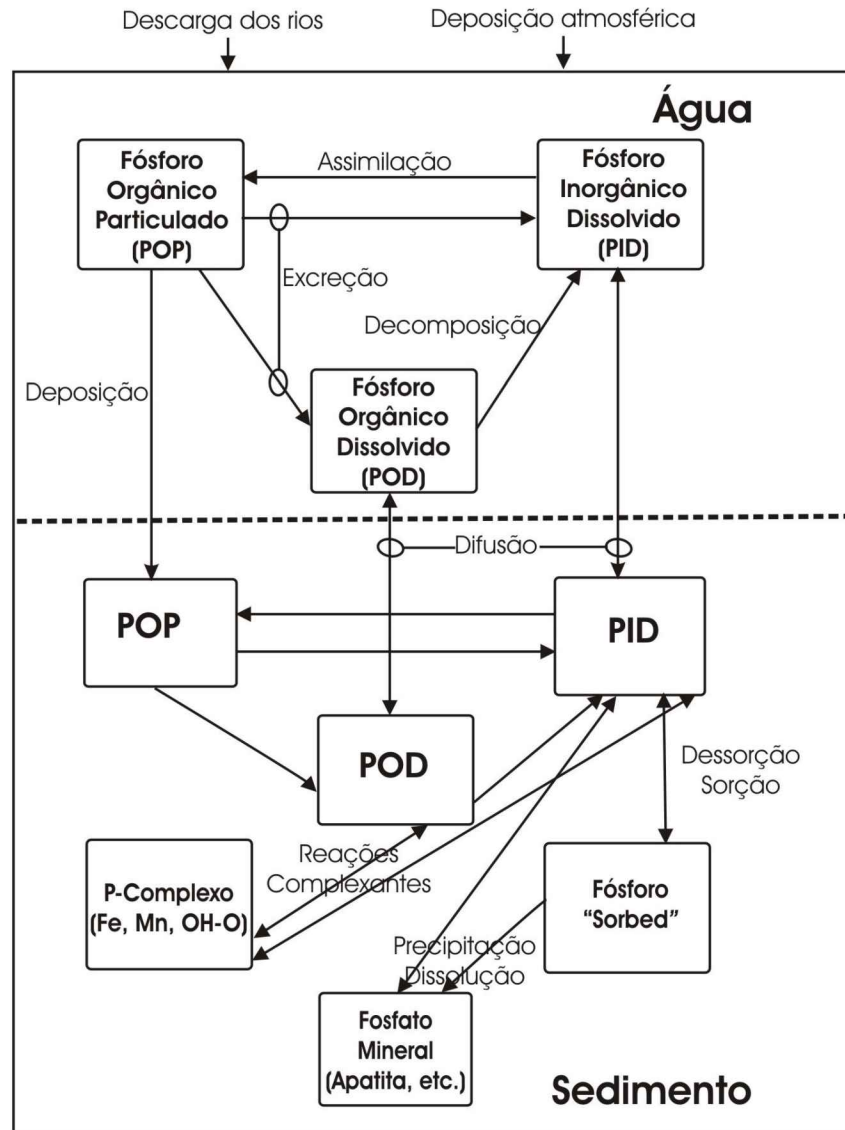 Descarga dos rios
Deposição atmosférica
Água
Fósforo
Orgânico
Particulado
(POP)
Assimilação
Fósforo
Inorgânico
Dissolvido
(PID)
Excreção
Decomposição
Deposição
Fósforo
Orgânico
Dissolvido
(POD)
Difusão
POP
PID
POD
Dessorção
Sorção
Reações
Complexantes
P-Complexo
(Fe, Mn, OH-O)
Fósforo
“Sorbed”
Precipitação
Dissolução
Fosfato
Mineral
(Apatita, etc.)
Sedimento